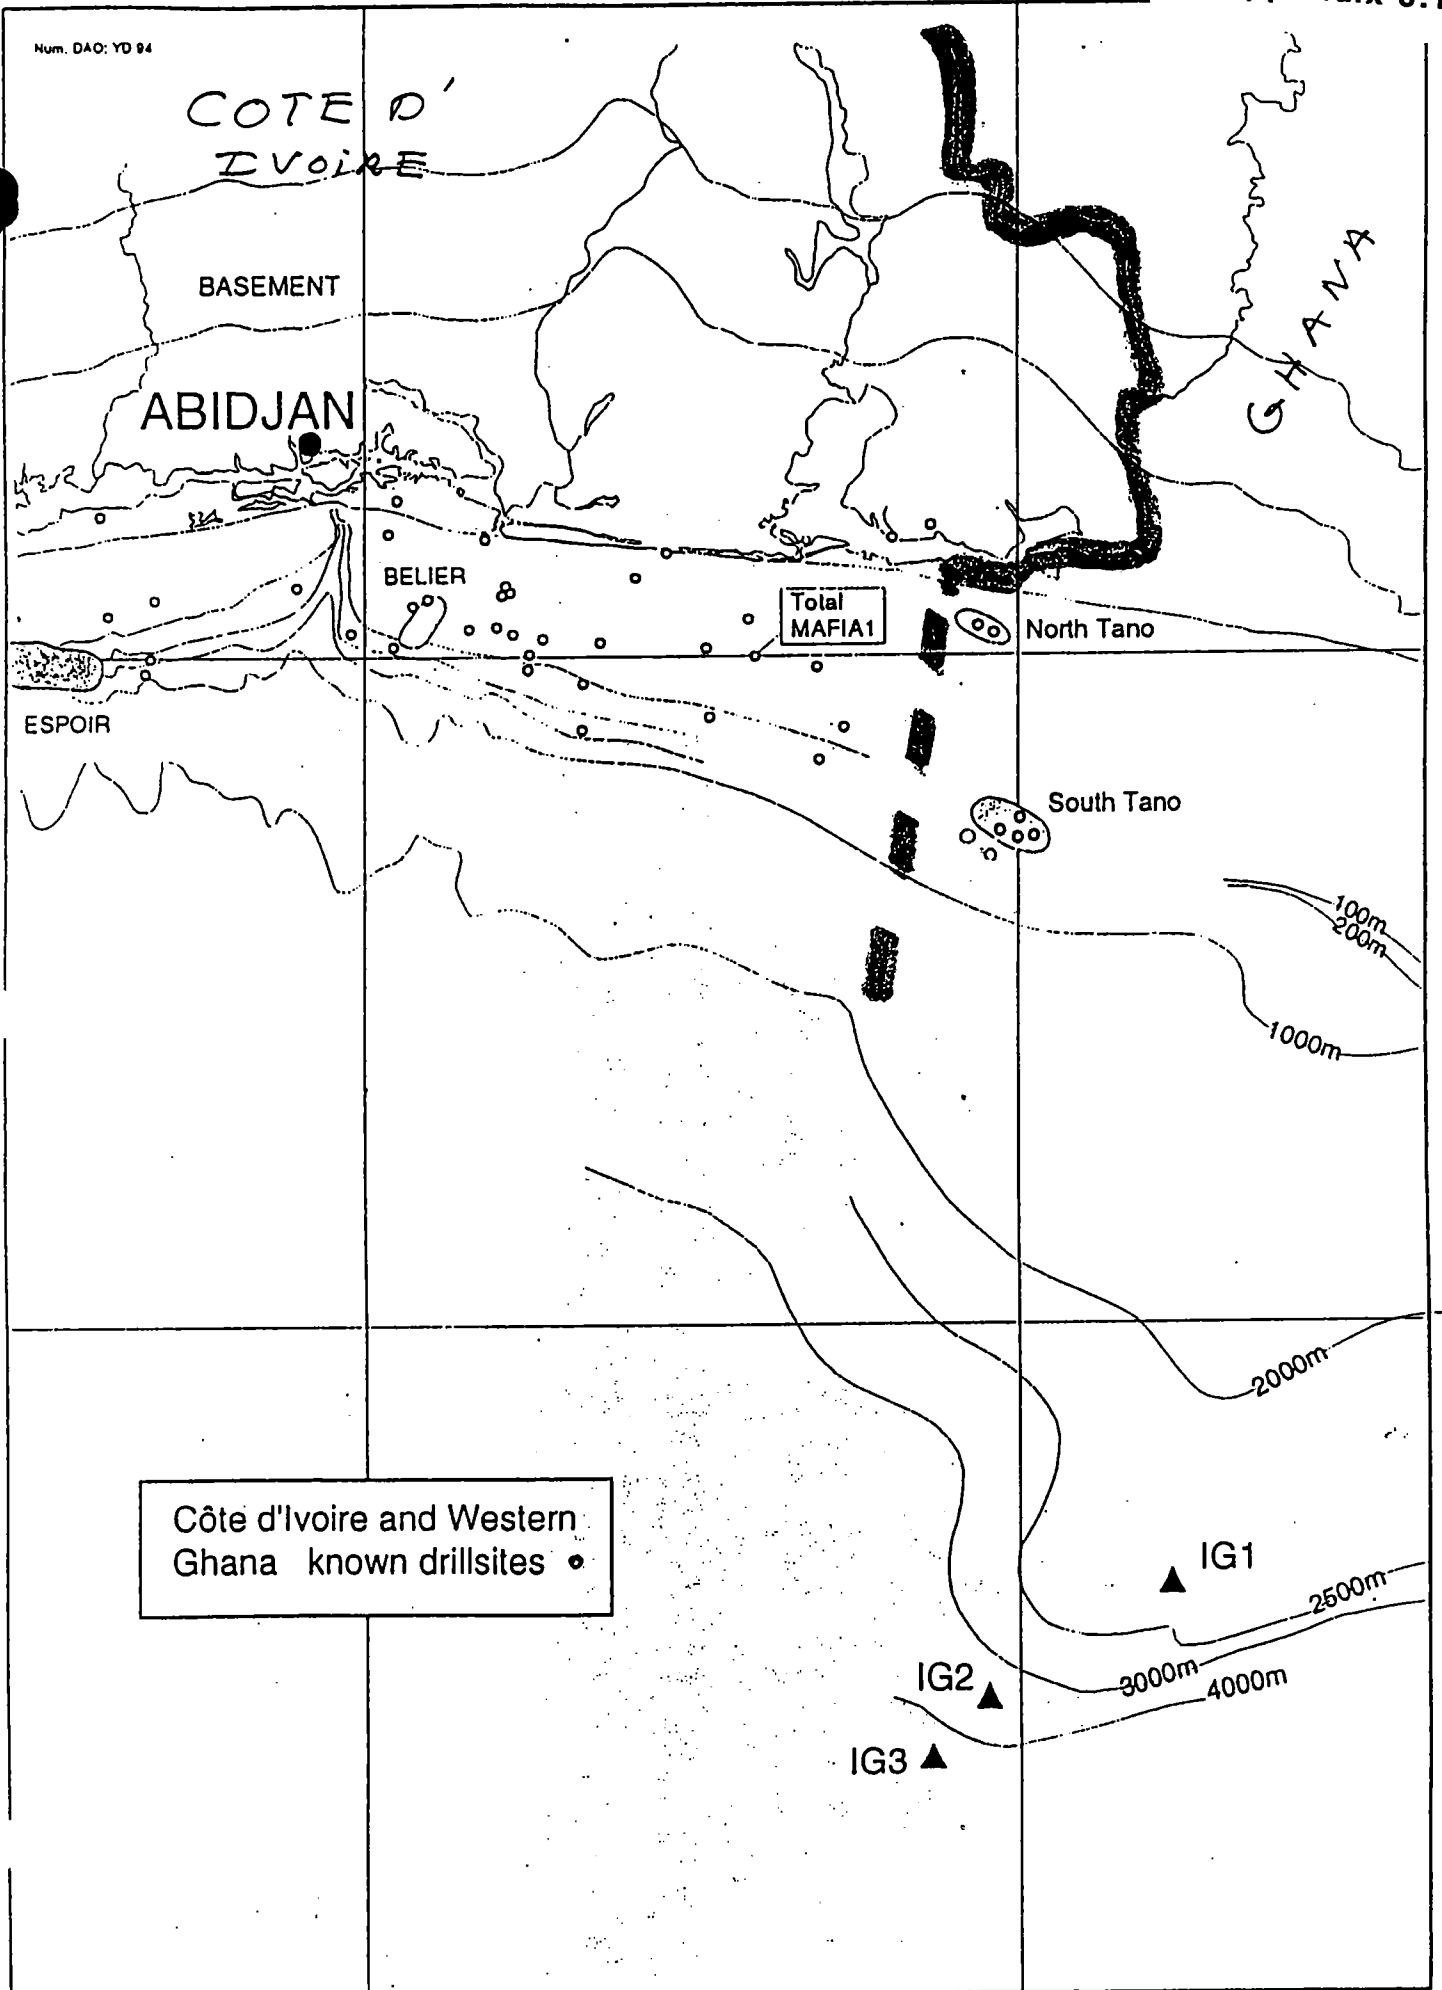 Num. DAO: YD 94
COTE D'
IVOIRE
BASEMENT
GHANA
ABIDJAN
BELIER
Total
MAFIA1
North Tano
ESPOIR
South Tano
100m
200m
1000m
2000m
Côte d'Ivoire and Western
Ghana known drillsites
IG1
2500m
IG2
3000m
4000m
IG3